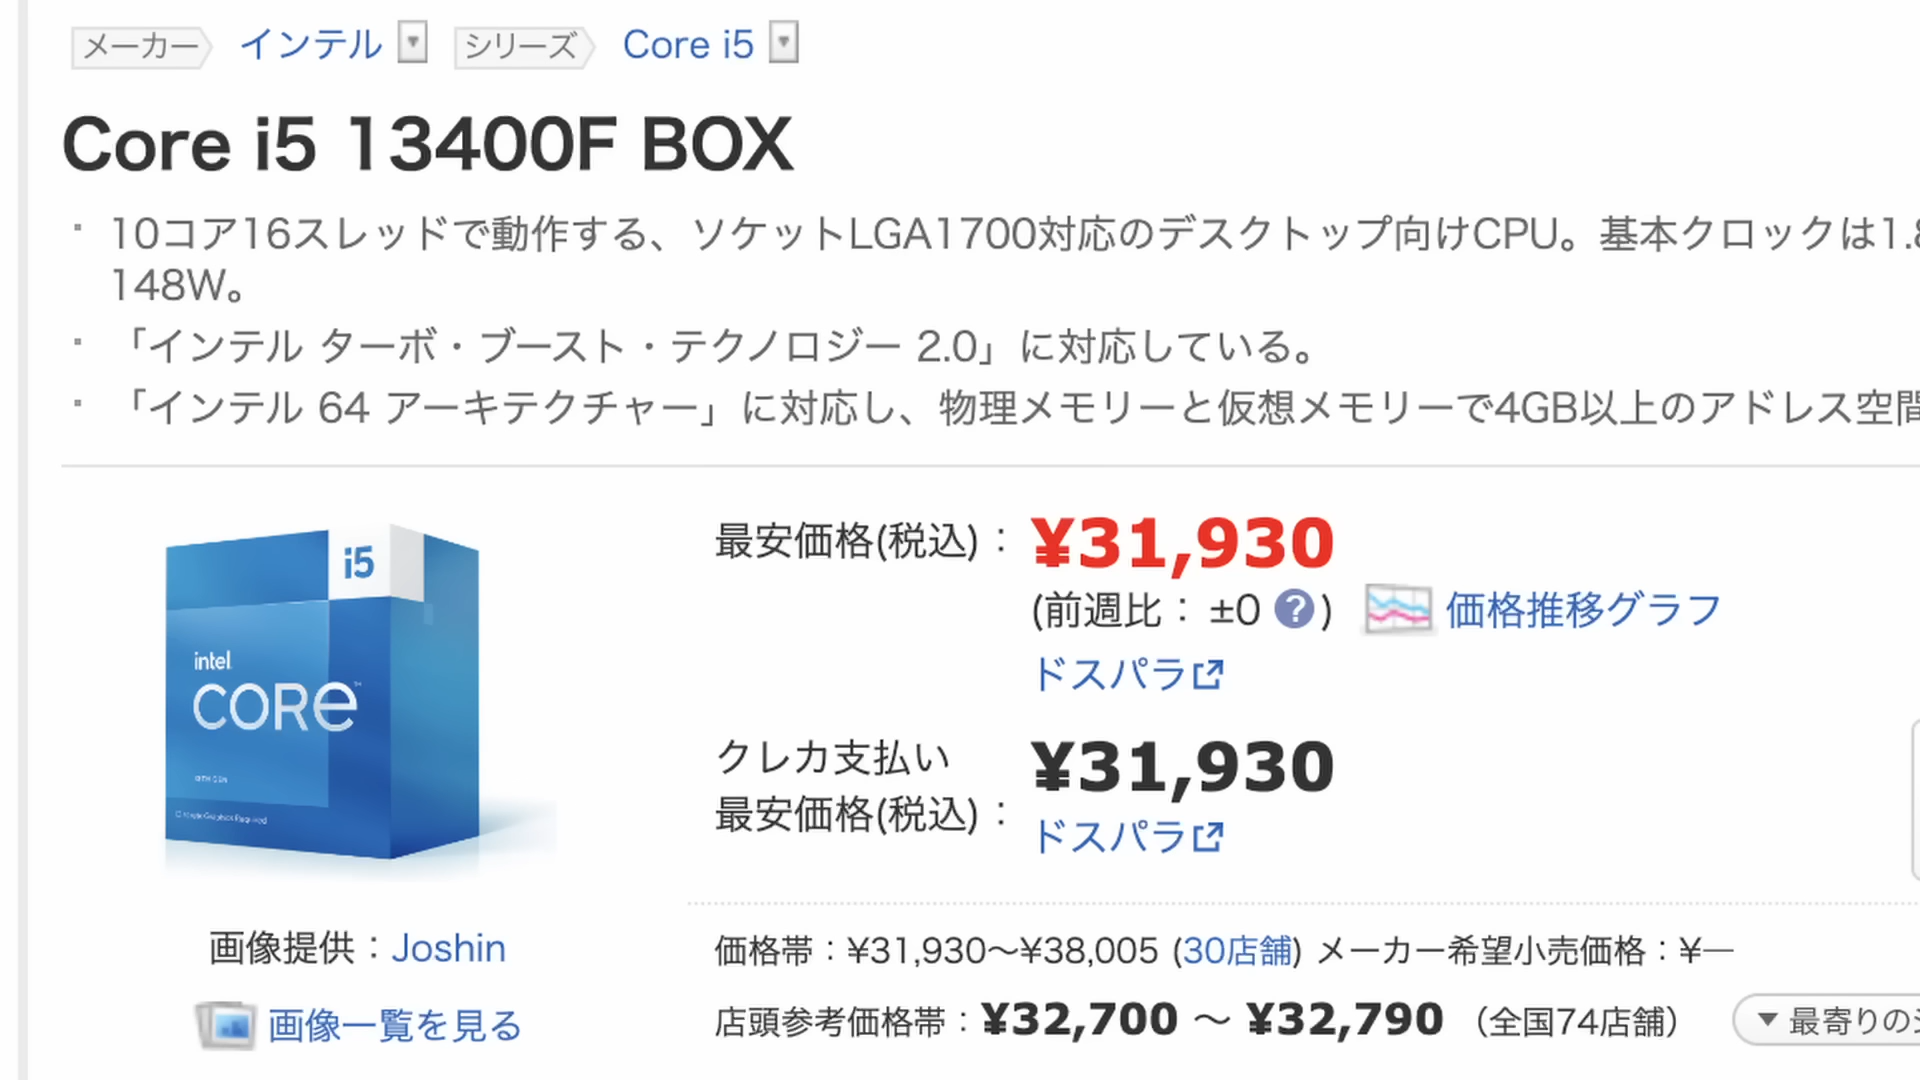 メーカー インテル シリーズ Core i5
Core i5 13400F BOX
10コア16スレッドで動作する、ソケットLGA1700対応のデスクトップ向けCPU。基本クロックは1.8
148W。
「インテル ターボ・ブースト・テクノロジー 2.0」に対応している。
「インテル 64 アーキテクチャー」に対応し、物理メモリーと仮想メモリーで4GB以上のアドレス空間
i5
intel
CORE
最安価格(税込)：¥31,930
(前週比：±0 ?) 価格推移グラフ
ドスパラ
クレカ支払い
最安価格(税込)：
¥31,930
ドスパラ
画像提供：Joshin
画像一覧を見る
価格帯：¥31,930～¥38,005 (30店舗) メーカー希望小売価格：¥―
店頭参考価格帯：¥32,700 ～ ¥32,790 （全国74店舗）
▼最寄りの